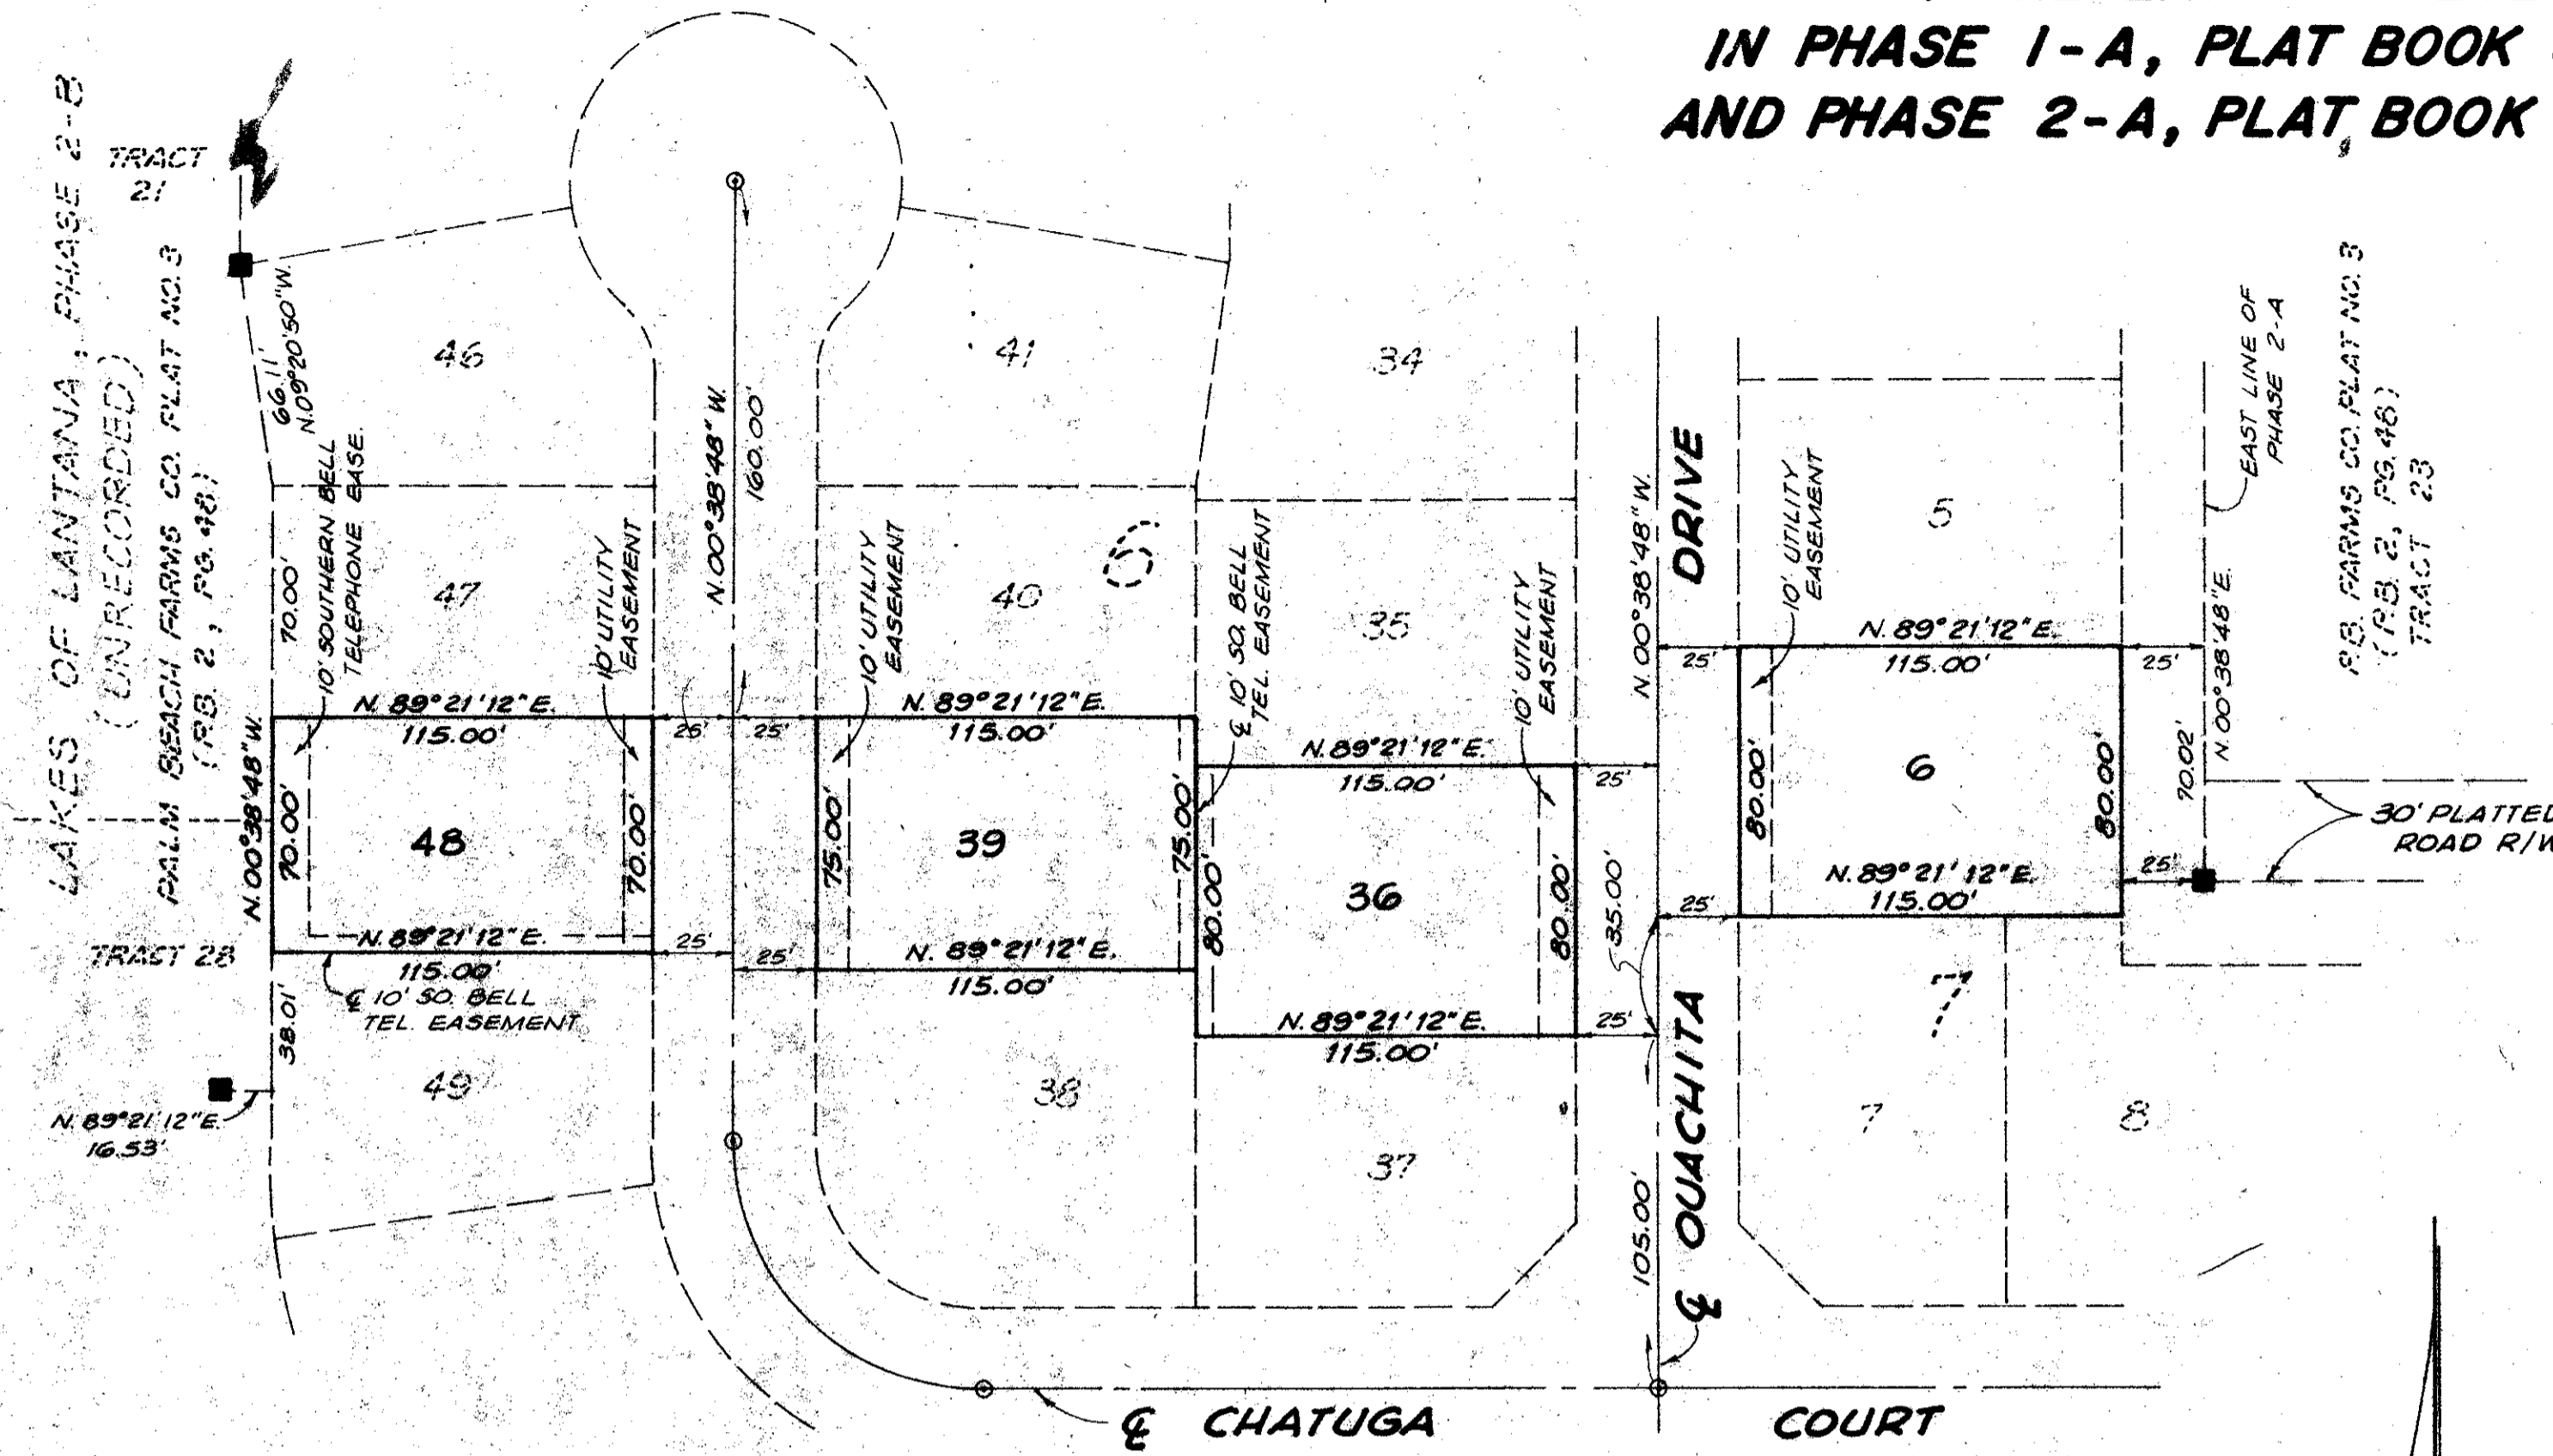 IN PHASE 1-A, PLAT BOOK
AND PHASE 2-A, PLAT BOOK
LAKES OF LANTANA, PHASE 2-B
(UNRECORDED)
TRACT
21
PALM BEACH FARMS CO. PLAT NO. 3
(P.B. 2, PG. 48)
TRACT 28
66.11'
N.09°20'50"W.
46
41
34
10' SOUTHERN BELL
TELEPHONE EASE.
70.00'
47
10' UTILITY
EASEMENT
N.00°38'48"W.
160.00'
10' UTILITY
EASEMENT
40
6
℄ 10' SO. BELL
TEL. EASEMENT
35
10' UTILITY
EASEMENT
N.00°38'48"W.
DRIVE
10' UTILITY
EASEMENT
5
EAST LINE OF
PHASE 2-A
P.B. FARMS CO. PLAT NO. 3
(P.B. 2, PG. 48)
TRACT 23
N.00°38'48"E.
70.02'
30' PLATTED
ROAD R/W
N.00°38'48"W.
N.89°21'12"E.
115.00'
70.00'
48
70.00'
N.89°21'12"E.
115.00'
25'
25'
25'
25'
N.89°21'12"E.
115.00'
75.00'
39
75.00'
N.89°21'12"E.
115.00'
N.89°21'12"E.
115.00'
25'
80.00'
36
80.00'
N.89°21'12"E.
115.00'
25'
35.00'
25'
N.89°21'12"E.
115.00'
25'
80.00'
6
80.00'
N.89°21'12"E.
115.00'
25'
25'
℄ 10' SO. BELL
TEL. EASEMENT
38.01'
49
N.89°21'12"E.
16.53'
38
37
105.00'
℄ OUACHITA
7
7
8
℄ CHATUGA COURT